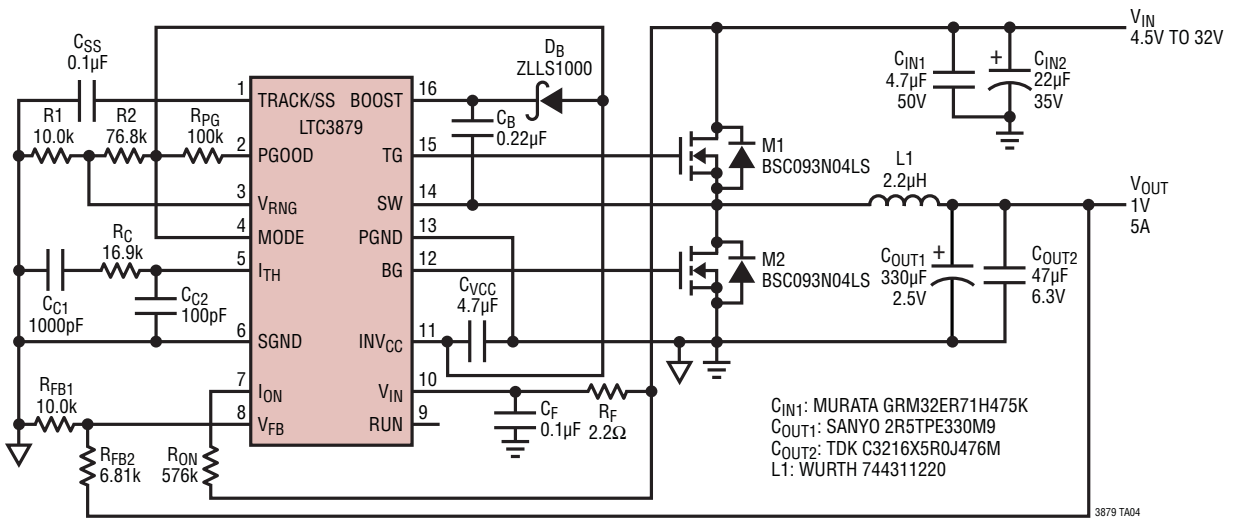 CSS
0.1µF
R1
10.0k
R2
76.8k
RPG
100k
RC
16.9k
CC1
1000pF
CC2
100pF
RFB1
10.0k
RFB2
6.81k
RON
576k
1
2
3
4
5
6
7
8
TRACK/SS
BOOST
LTC3879
PGOOD
TG
VRNG
SW
MODE
PGND
ITH
BG
SGND
INVCC
ION
VIN
VFB
RUN
16
15
14
13
12
11
10
9
DB
ZLLS1000
CB
0.22µF
CVCC
4.7µF
CF
0.1µF
RF
2.2Ω
M1
BSC093N04LS
M2
BSC093N04LS
VIN
4.5V TO 32V
CIN1
4.7µF
50V
+
CIN2
22µF
35V
L1
2.2µH
VOUT
1V
5A
COUT1
330µF
2.5V
+
COUT2
47µF
6.3V
CIN1: MURATA GRM32ER71H475K
COUT1: SANYO 2R5TPE330M9
COUT2: TDK C3216X5R0J476M
L1: WURTH 744311220
3879 TA04